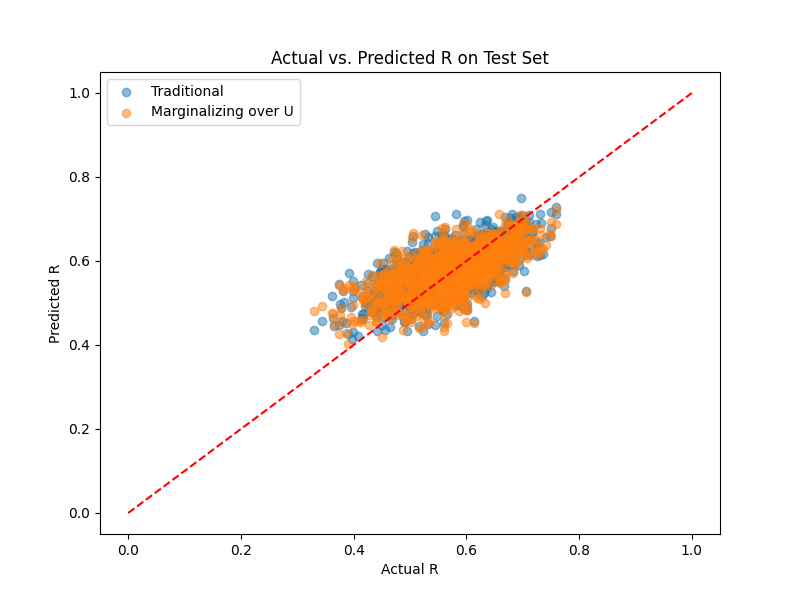 Actual vs. Predicted R on Test Set
Traditional
Marginalizing over U
1.0
0.8
0.6
0.4
0.2
0.0
Predicted R
0.0 0.2 0.4 0.6 0.8 1.0
Actual R